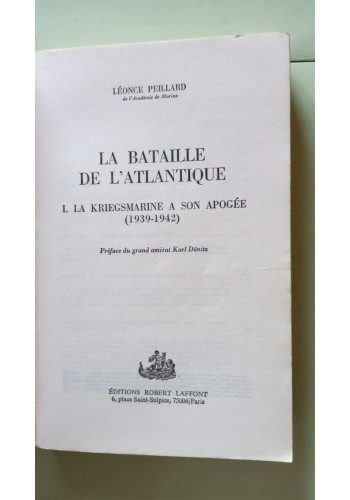 LÉONCE PEILLARD
de l'Académie de Marine
LA BATAILLE
DE L'ATLANTIQUE
I. LA KRIEGSMARINE A SON APOGÉE
(1939-1942)
Préface du grand amiral Karl Dönitz
ÉDITIONS ROBERT LAFFONT
6, place Saint-Sulpice, 75006/Paris